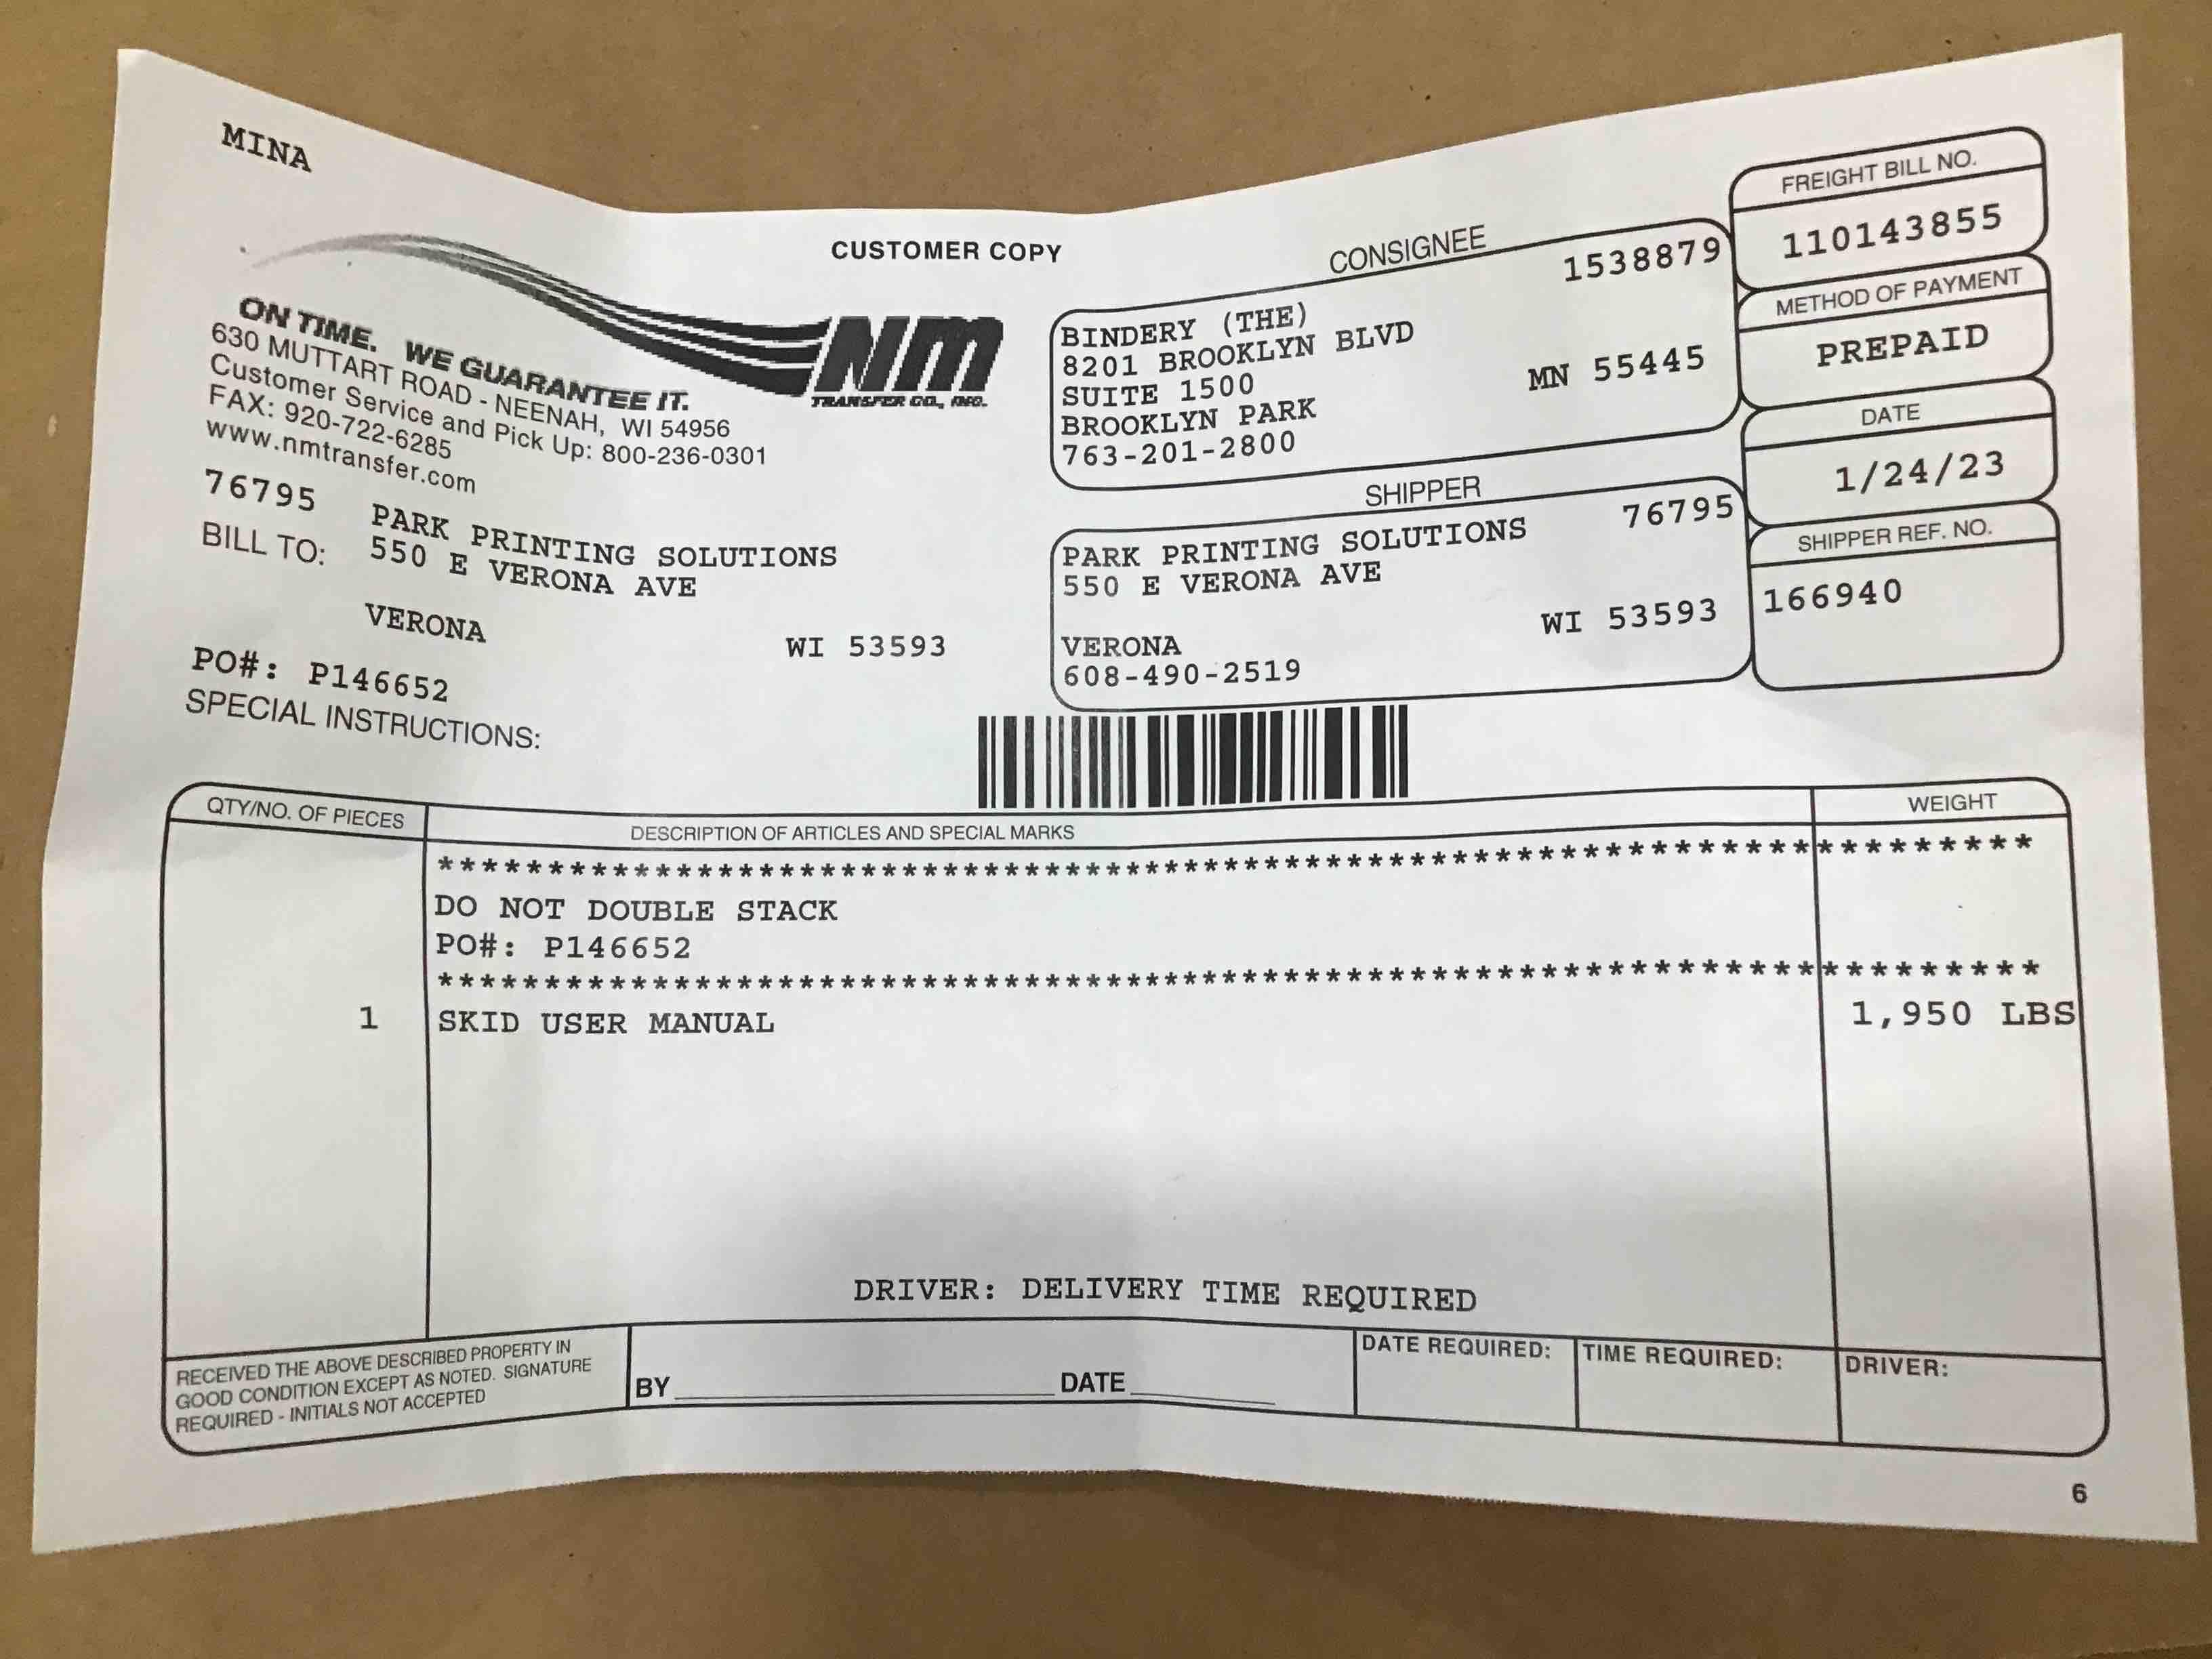 MINA
CUSTOMER COPY
NM
TRANSFER CO., INC.
ON TIME. WE GUARANTEE IT.
630 MUTTART ROAD - NEENAH, WI 54956
Customer Service and Pick Up: 800-236-0301
FAX: 920-722-6285
www.nmtransfer.com
76795 PARK PRINTING SOLUTIONS
BILL TO: 550 E VERONA AVE
VERONA WI 53593
PO#: P146652
SPECIAL INSTRUCTIONS:
CONSIGNEE
1538879
BINDERY (THE)
8201 BROOKLYN BLVD
SUITE 1500
BROOKLYN PARK MN 55445
763-201-2800
SHIPPER
76795
PARK PRINTING SOLUTIONS
550 E VERONA AVE
VERONA WI 53593
608-490-2519
FREIGHT BILL NO.
110143855
METHOD OF PAYMENT
PREPAID
DATE
1/24/23
SHIPPER REF. NO.
166940
QTY/NO. OF PIECES DESCRIPTION OF ARTICLES AND SPECIAL MARKS WEIGHT
**********************************************************************
DO NOT DOUBLE STACK
PO#: P146652
**********************************************************************
1 SKID USER MANUAL 1,950 LBS
DRIVER: DELIVERY TIME REQUIRED
RECEIVED THE ABOVE DESCRIBED PROPERTY IN
GOOD CONDITION EXCEPT AS NOTED. SIGNATURE
REQUIRED - INITIALS NOT ACCEPTED
BY DATE
DATE REQUIRED: TIME REQUIRED: DRIVER:
6